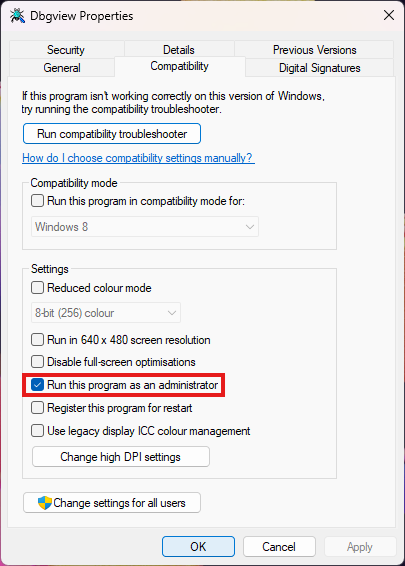 Dbgview Properties
Security
Details
Previous Versions
General
Compatibility
Digital Signatures
If this program isn't working correctly on this version of Windows,
try running the compatibility troubleshooter.
Run compatibility troubleshooter
How do I choose compatibility settings manually?
Compatibility mode
Run this program in compatibility mode for:
Windows 8
Settings
Reduced colour mode
8-bit (256) colour
Run in 640 x 480 screen resolution
Disable full-screen optimisations
Run this program as an administrator
Register this program for restart
Use legacy display ICC colour management
Change high DPI settings
Change settings for all users
OK
Cancel
Apply